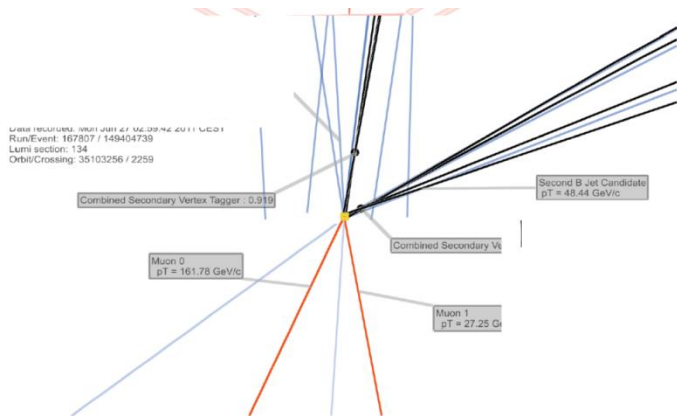 Data recorded: Mon Jun 27 02:59:42 2011 CEST
Run/Event: 167807 / 149404739
Lumi section: 134
Orbit/Crossing: 35103256 / 2259
Combined Secondary Vertex Tagger : 0.919
Second B Jet Candidate
pT = 48.44 GeV/c
Combined Secondary
Muon 0
pT = 161.78 GeV/c
Muon 1
pT = 27.25